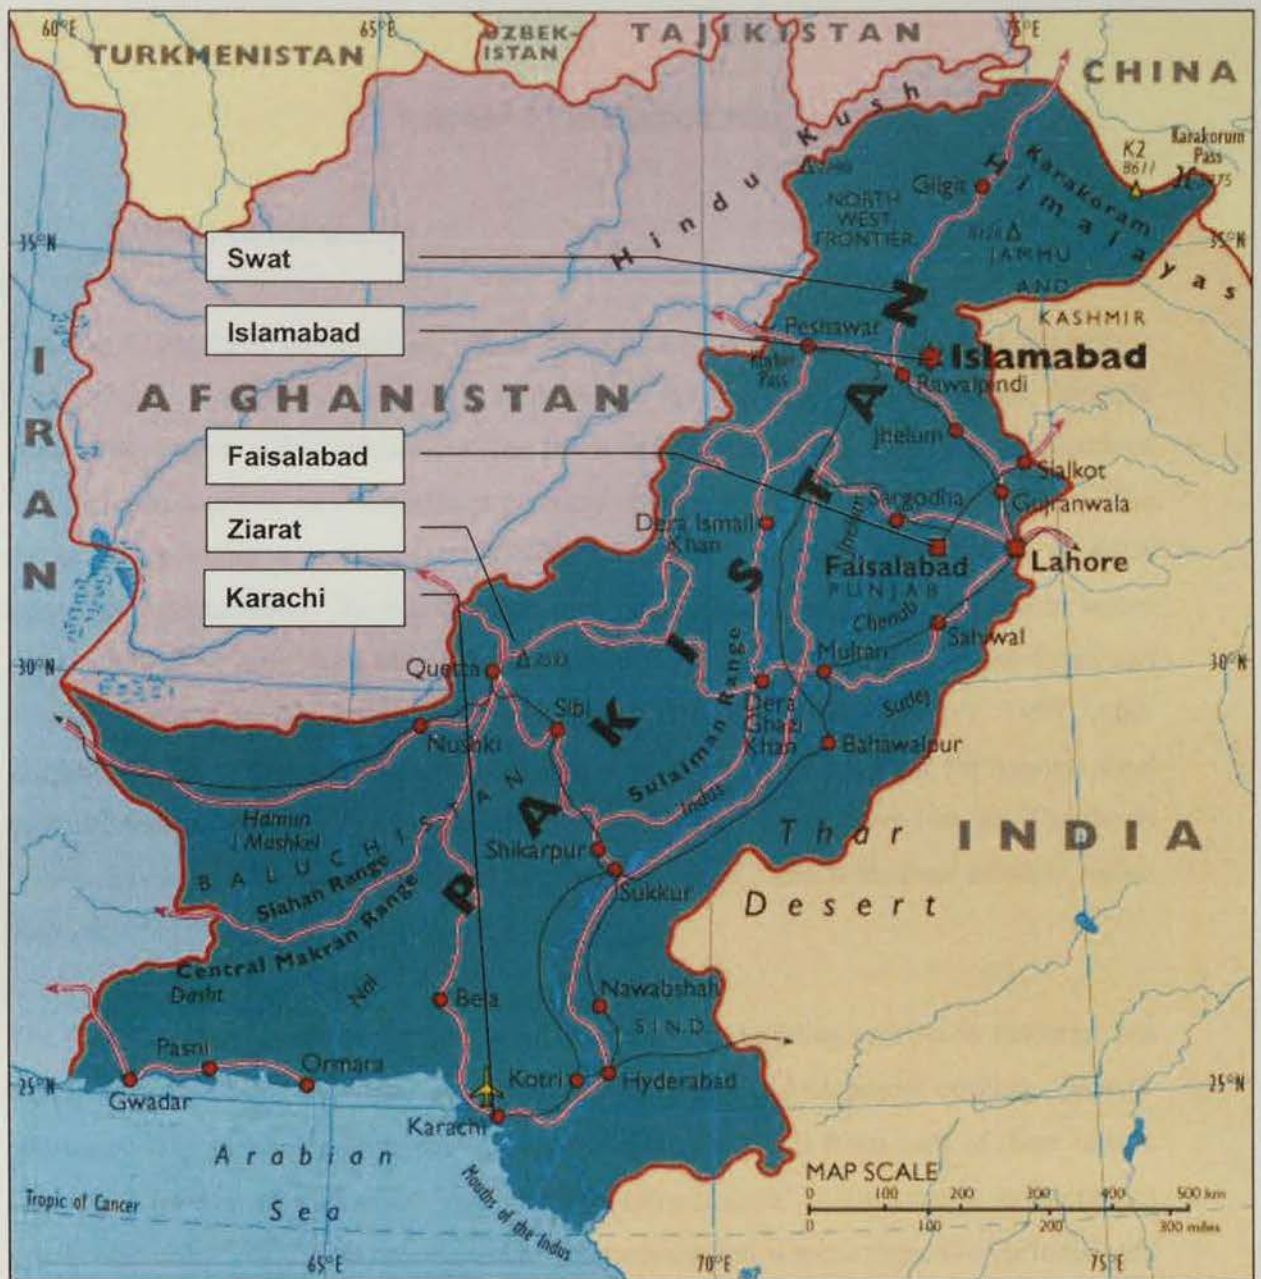 60°E
65°E
75°E
TURKMENISTAN
UZBEK-
ISTAN
TAJIKISTAN
CHINA
Hindu Kush
K2
8611
Karakorum
Pass
Gilgit
Karakoram
Himalayas
NORTH
WEST
FRONTIER
35°N
35°N
8126
JAMMU
AND
KASHMIR
Swat
Islamabad
Peshawar
Khyber
Pass
Islamabad
Rawalpindi
IRAN
AFGHANISTAN
PAKISTAN
Jhelum
Faisalabad
Sialkot
Sargodha
Gujranwala
Dera Ismail
Khan
Ziarat
Faisalabad
Lahore
PUNJAB
Karachi
Chenab
Sahiwal
30°N
Quetta
Multan
30°N
Sibi
Dera
Ghazi
Khan
Sutlej
Nushki
Sulaiman Range
Bahawalpur
Indus
Hamun
i Mashkel
BALUCHISTAN
Siahan Range
Shikarpur
Sukkur
Thar
Desert
INDIA
Central Makran Range
Dasht
Nal
Bela
Nawabshah
SIND
Pasni
Ormara
Kotri
Hyderabad
25°N
25°N
Gwadar
Karachi
Arabian
Sea
Mouths of the Indus
Tropic of Cancer
MAP SCALE
0 100 200 300 400 500 km
0 100 200 300 miles
65°E
70°E
75°E